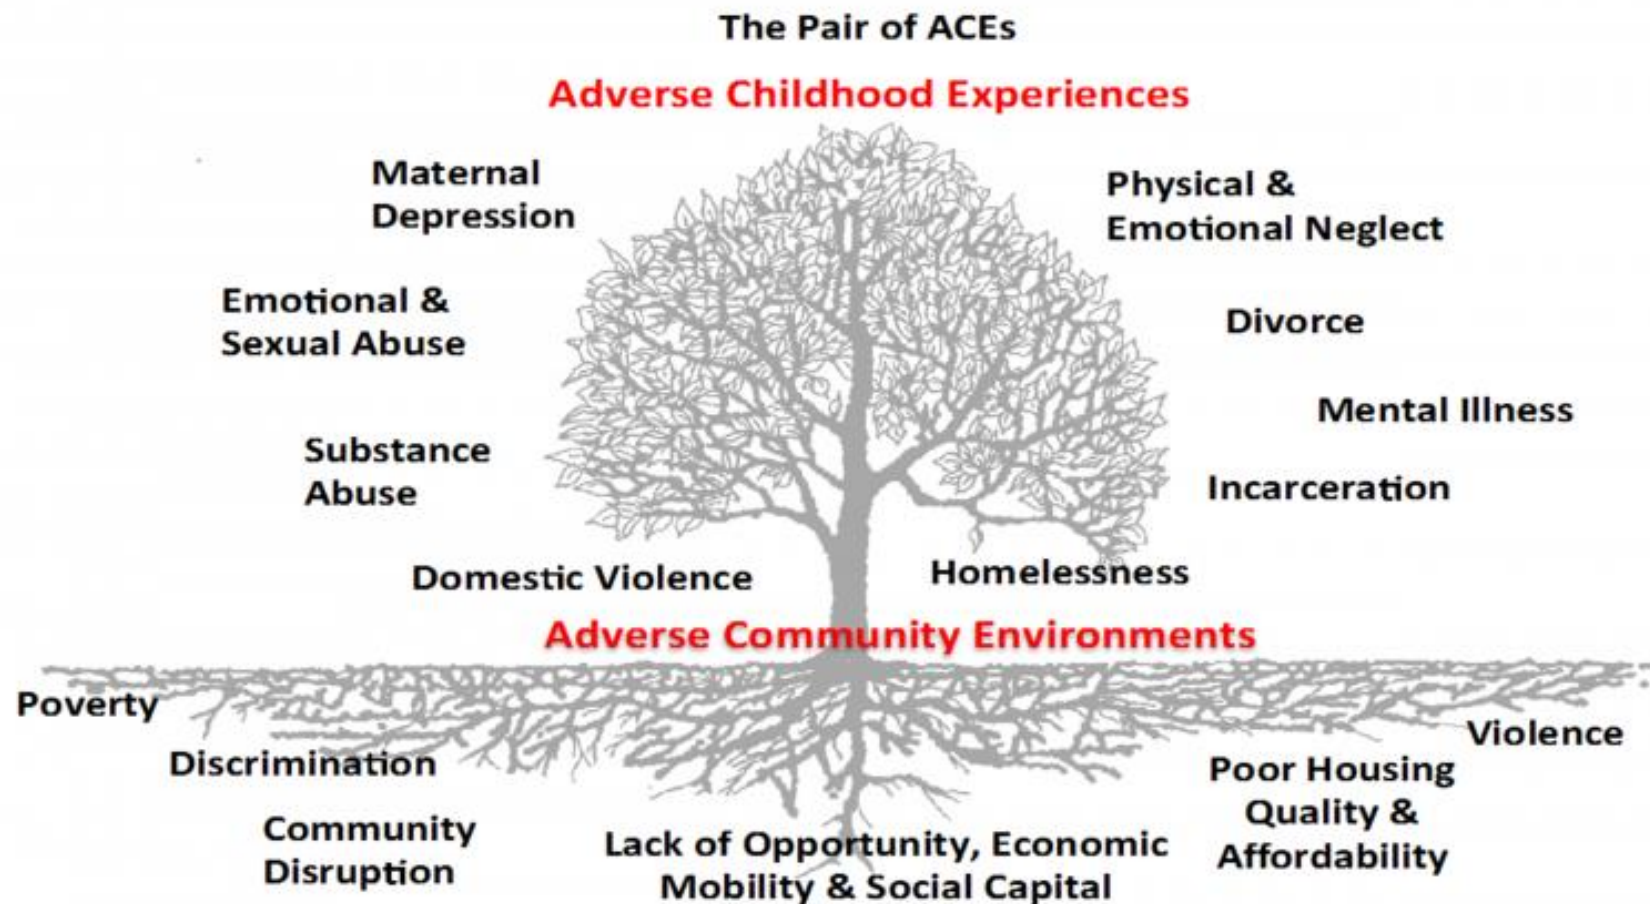 The Pair of ACEs
Adverse Childhood Experiences
Maternal
Depression
Physical &
Emotional Neglect
Emotional &
Sexual Abuse
Divorce
Mental Illness
Substance
Abuse
Incarceration
Domestic Violence
Homelessness
Adverse Community Environments
Poverty
Violence
Discrimination
Poor Housing
Quality &
Affordability
Community
Disruption
Lack of Opportunity, Economic
Mobility & Social Capital